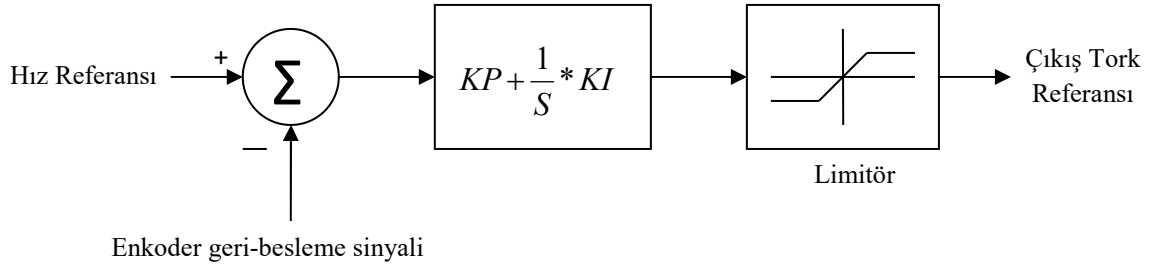 Hız Referansı
+
Σ
—
KP + 1/S * KI
Limitör
Çıkış Tork
Referansı
Enkoder geri-besleme sinyali